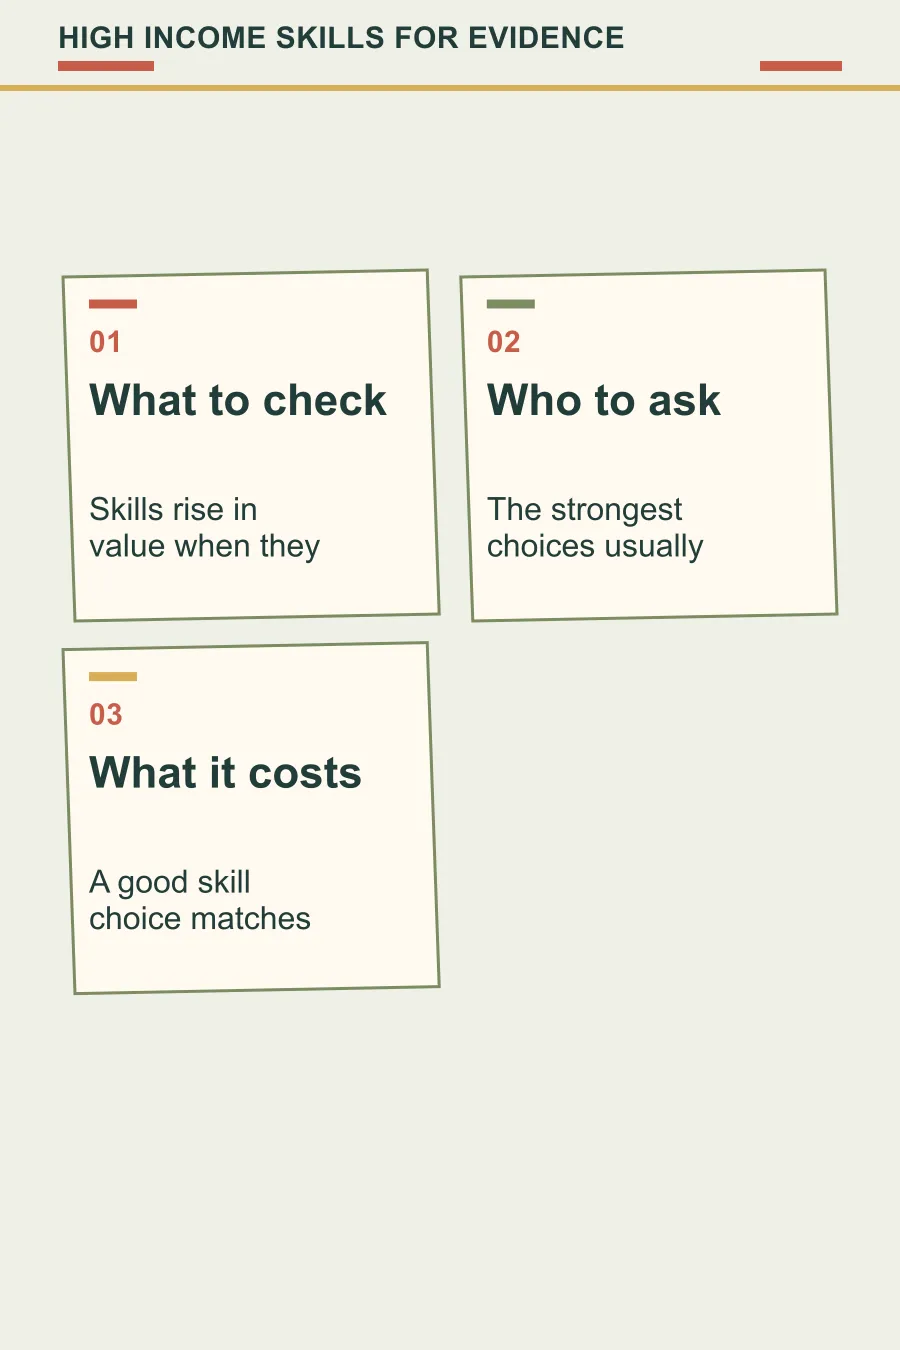 HIGH INCOME SKILLS FOR EVIDENCE
01
What to check
Skills rise in
value when they
02
Who to ask
The strongest
choices usually
03
What it costs
A good skill
choice matches